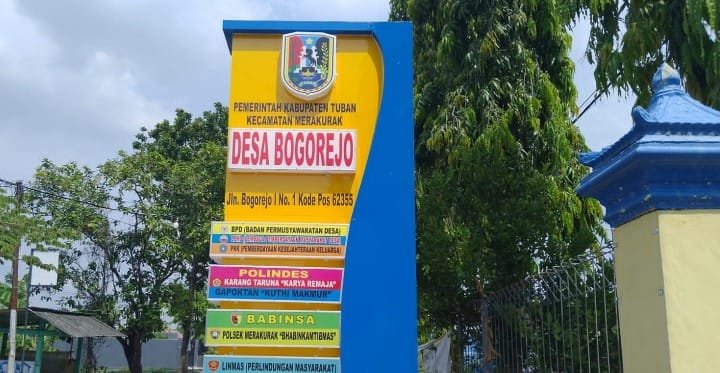 PEMERINTAH KABUPATEN TUBAN
KECAMATAN MERAKURAK
DESA BOGOREJO
Jln. Bogorejo I No. 1 Kode Pos 62355
BPD (BADAN PERMUSYAWARATAN DESA)
PKK (PEMBERDAYAAN KESEJAHTERAAN KELUARGA)
POLINDES
KARANG TARUNA "KARYA REMAJA"
GAPOKTAN "KUTHI MAKMUR"
BABINSA
POLSEK MERAKURAK "BHABINKAMTIBMAS"
LINMAS (PERLINDUNGAN MASYARAKAT)